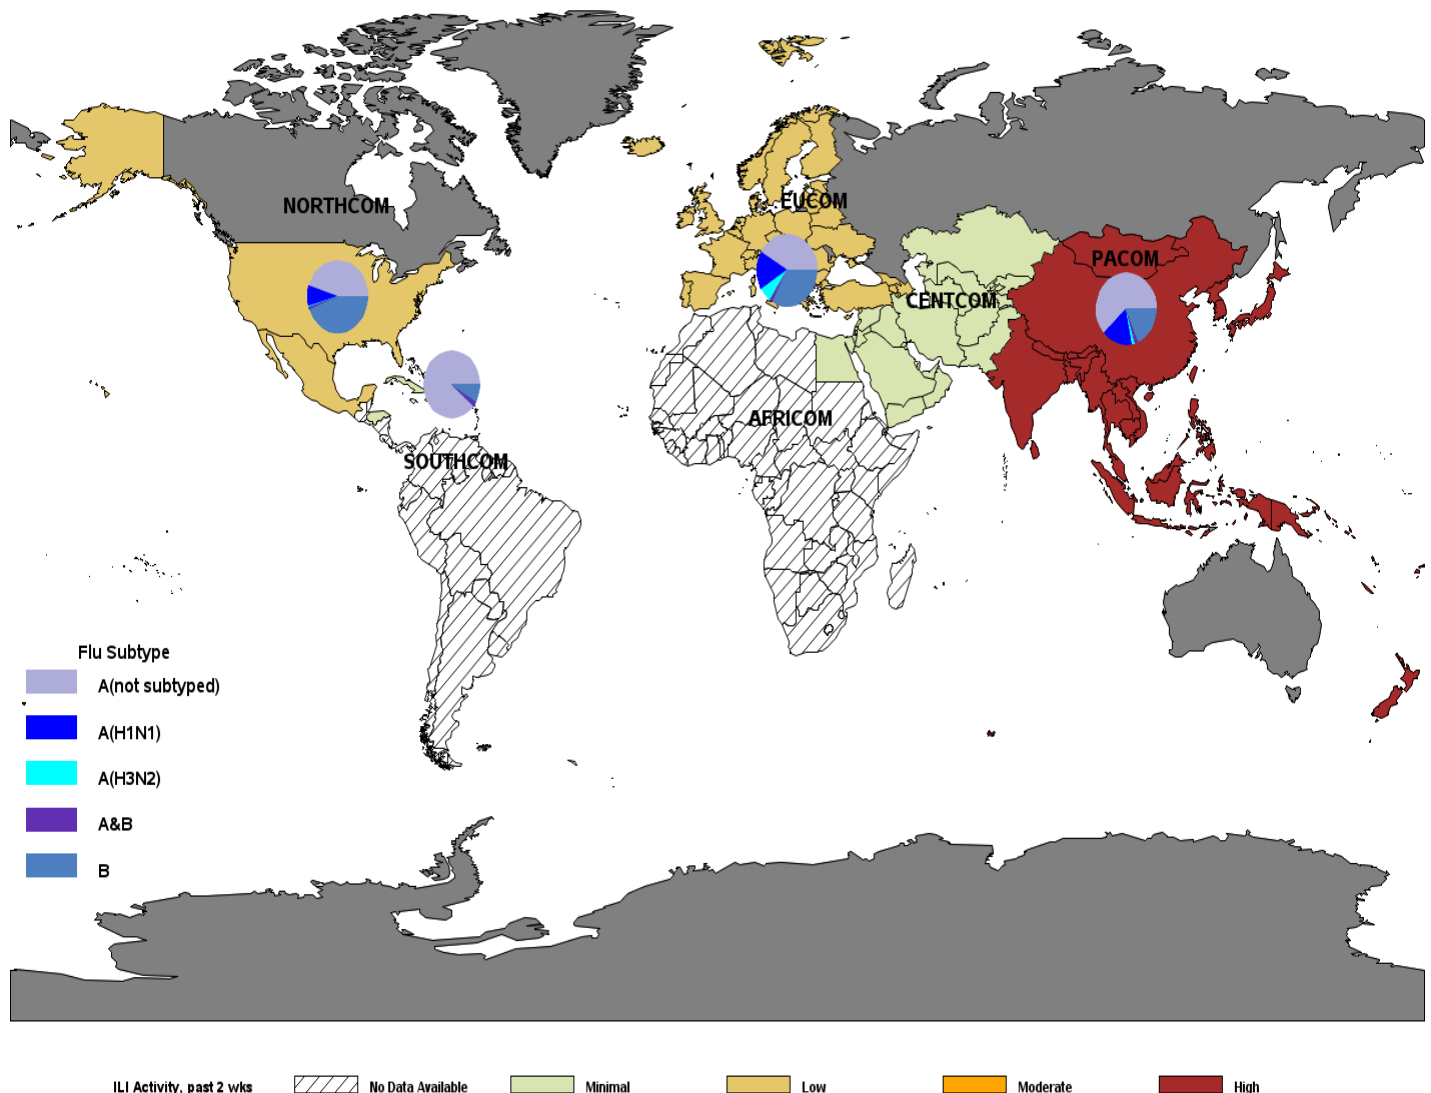 NORTHCOM
EUCOM
PACOM
CENTCOM
AFRICOM
SOUTHCOM
Flu Subtype
A(not subtyped)
A(H1N1)
A(H3N2)
A&B
B
ILI Activity, past 2 wks
No Data Available
Minimal
Low
Moderate
High